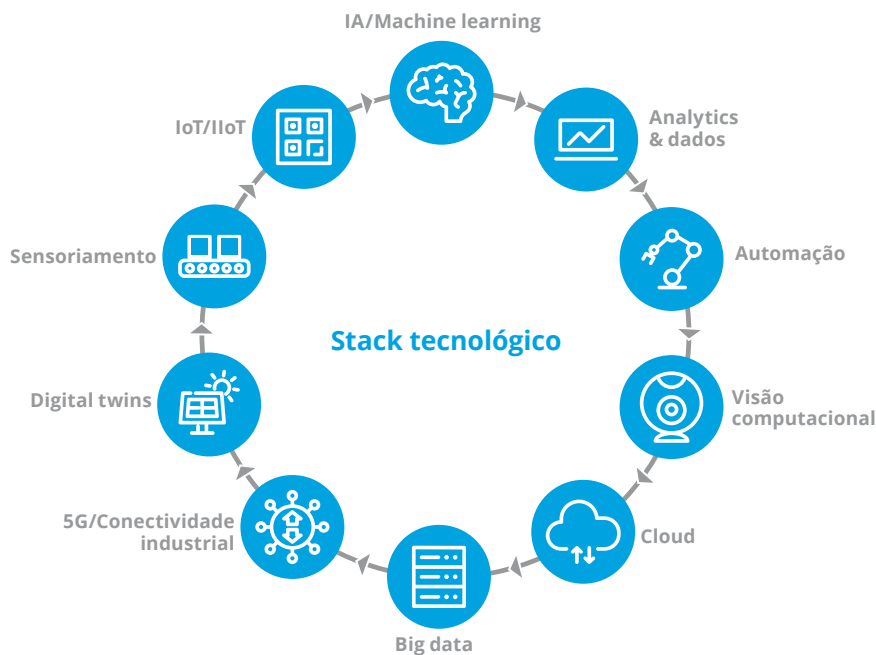 IA/Machine learning
Analytics
& dados
Automação
Visão
computacional
Cloud
Big data
5G/Conectividade
industrial
Digital twins
Sensoriamento
IoT/IIoT
Stack tecnológico